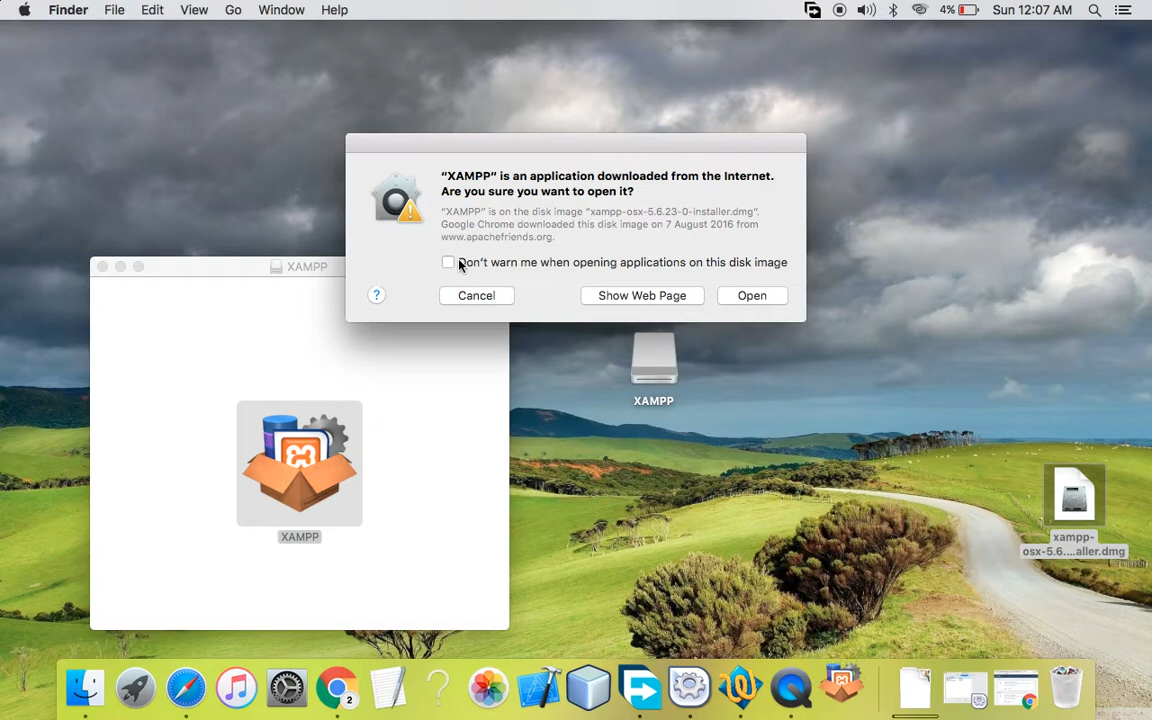 Finder File Edit View Go Window Help 4% Sun 12:07 AM
“XAMPP” is an application downloaded from the Internet.
Are you sure you want to open it?
“XAMPP” is on the disk image “xampp-osx-5.6.23-0-installer.dmg”.
Google Chrome downloaded this disk image on 7 August 2016 from
www.apachefriends.org.
Don't warn me when opening applications on this disk image
? Cancel Show Web Page Open
XAMPP
XAMPP
XAMPP
xampp-
osx-5.6....aller.dmg
2